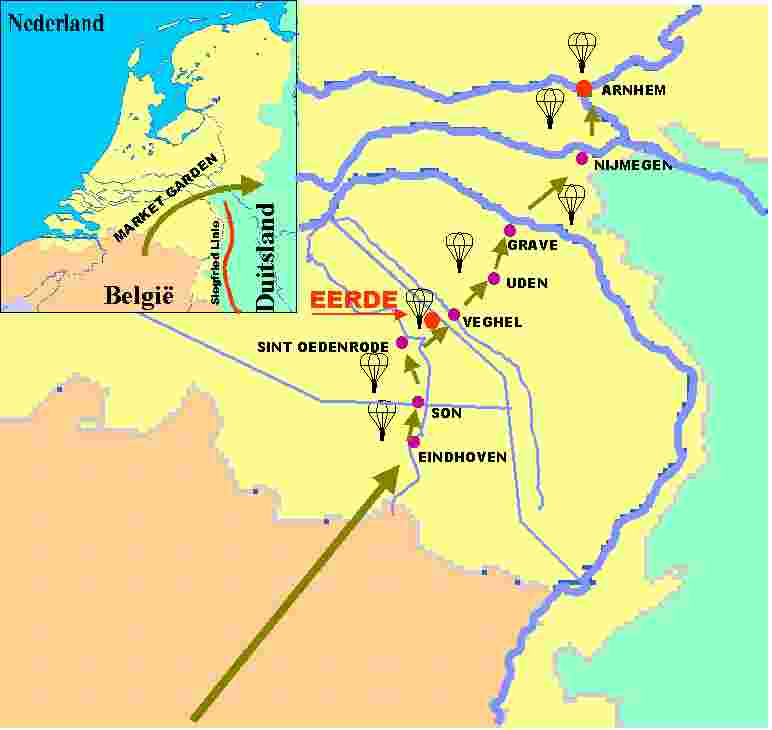 Nederland
MARKET GARDEN
Siegfried Linie
Duitsland
België
ARNHEM
NIJMEGEN
GRAVE
UDEN
EERDE
VEGHEL
SINT OEDENRODE
SON
EINDHOVEN